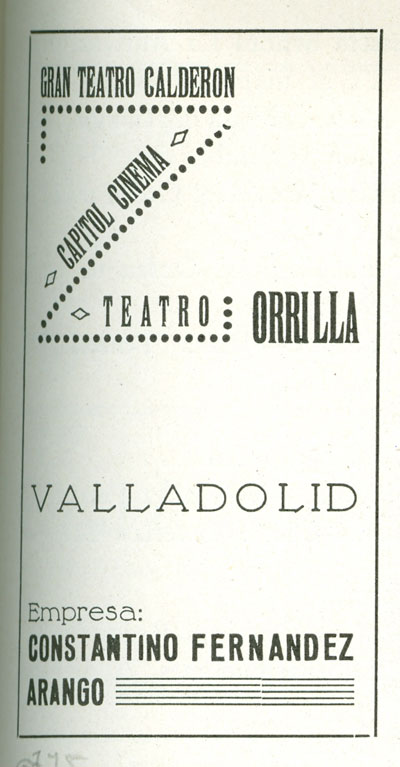 GRAN TEATRO CALDERON
CAPITOL CINEMA
TEATRO ORRILLA
VALLADOLID
Empresa:
CONSTANTINO FERNANDEZ
ARANGO